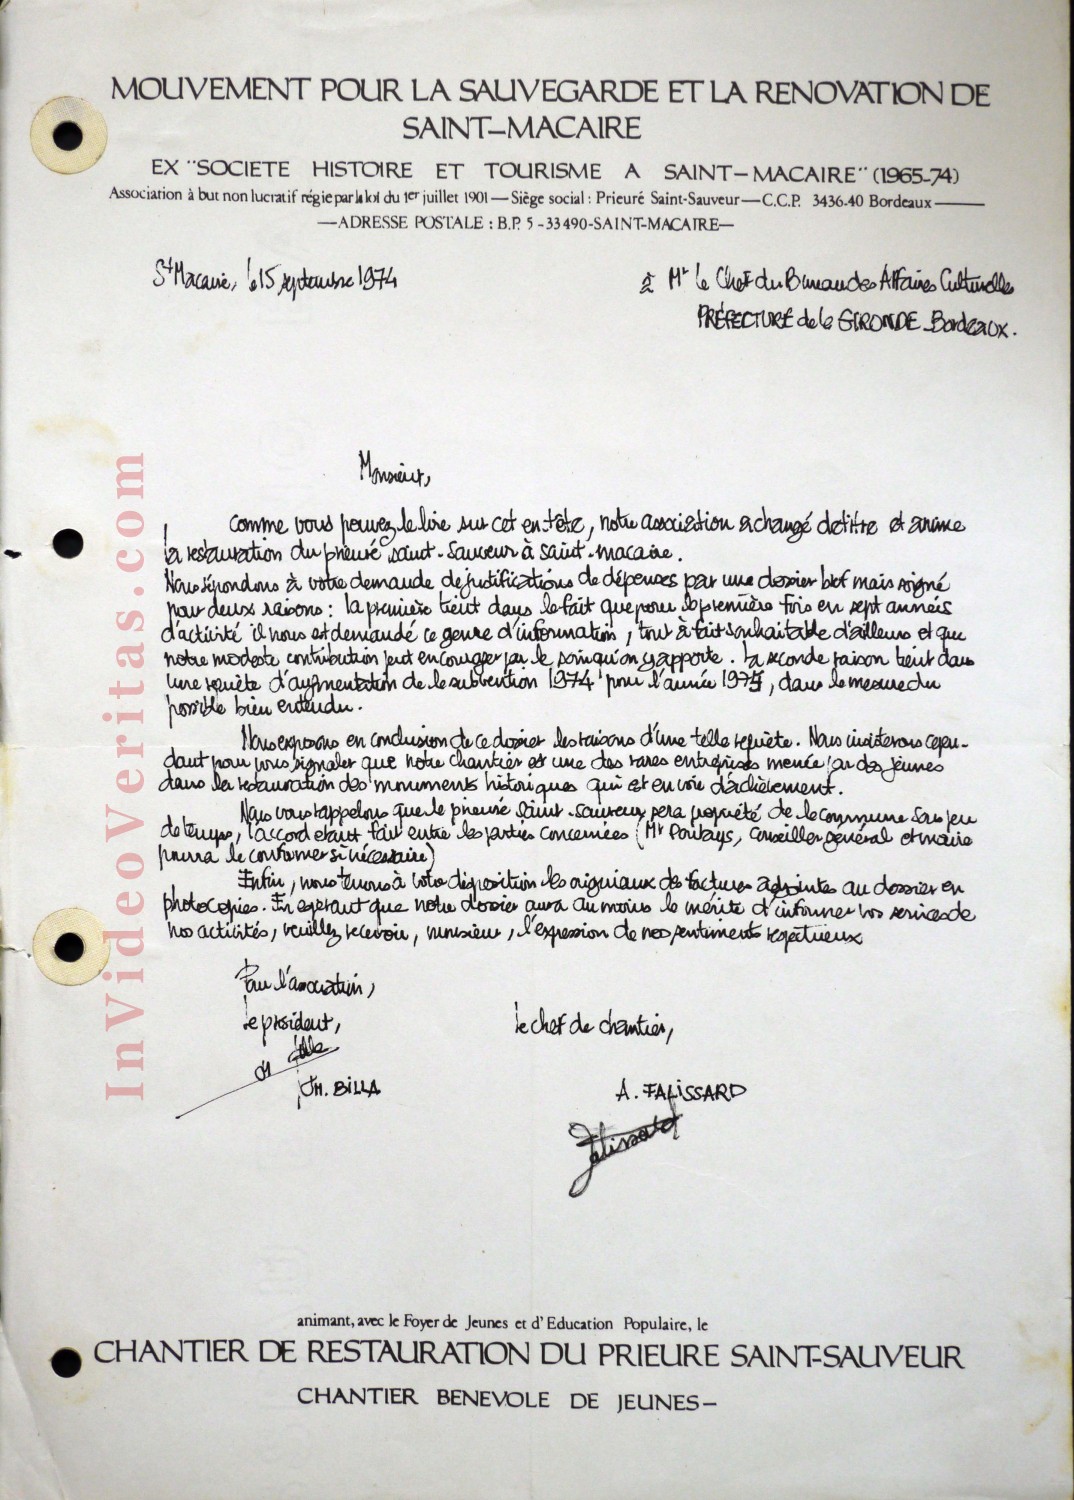 MOUVEMENT POUR LA SAUVEGARDE ET LA RENOVATION DE
SAINT-MACAIRE
EX "SOCIETE HISTOIRE ET TOURISME A SAINT-MACAIRE" (1965-74)
Association à but non lucratif régie par la loi du 1er juillet 1901 — Siège social : Prieuré Saint-Sauveur — C.C.P. 3436.40 Bordeaux —
— ADRESSE POSTALE : B.P. 5 - 33490 - SAINT-MACAIRE —
St Macaire, le 15 septembre 1974
à Mr le Chef du Bureau des Affaires Culturelles
PRÉFECTURE de la GIRONDE - Bordeaux.
Monsieur,
Comme vous pouvez le lire sur cet en.tête, notre association a changé de titre et anime
la restauration du prieuré saint-Sauveur à saint-macaire.
Nous répondons à votre demande de justifications de dépenses par un dossier bref mais soigné
pour deux raisons : la première tient dans le fait que pour la première fois en sept années
d'activité il nous est demandé ce genre d'information, tout à fait souhaitable d'ailleurs et que
notre modeste contribution peut encourager par le soin qu'on y apporte. la seconde raison tient dans
une requête d'augmentation de la subvention 1974 pour l'année 1975, dans la mesure du
possible bien entendu.
Nous exposons en conclusion de ce dossier les raisons d'une telle requête. Nous insisterons cepen-
dant pour vous signaler que notre chantier est une des rares entreprises menée par des jeunes
dans la restauration des monuments historiques qui est en voie d'achèvement.
Nous vous rappelons que le prieuré saint-sauveur sera propriété de la commune sous peu
de temps, l'accord étant fait entre les parties concernées (Mr Pontays, conseiller général et maire
pourra le confirmer si nécessaire)
Enfin, nous tenons à votre disposition les originaux des factures adjointes au dossier en
photocopies. En espérant que notre dossier aura au moins le mérite d'informer vos services de
nos activités, veuillez recevoir, monsieur, l'expression de nos sentiments respectueux
Pour l'association,
le président,
le chef de chantier,
JM. BILLA
A. FALISSARD
Falissard
animant, avec le Foyer de Jeunes et d'Education Populaire, le
CHANTIER DE RESTAURATION DU PRIEURE SAINT-SAUVEUR
CHANTIER BENEVOLE DE JEUNES -
InVideoVeritas.com